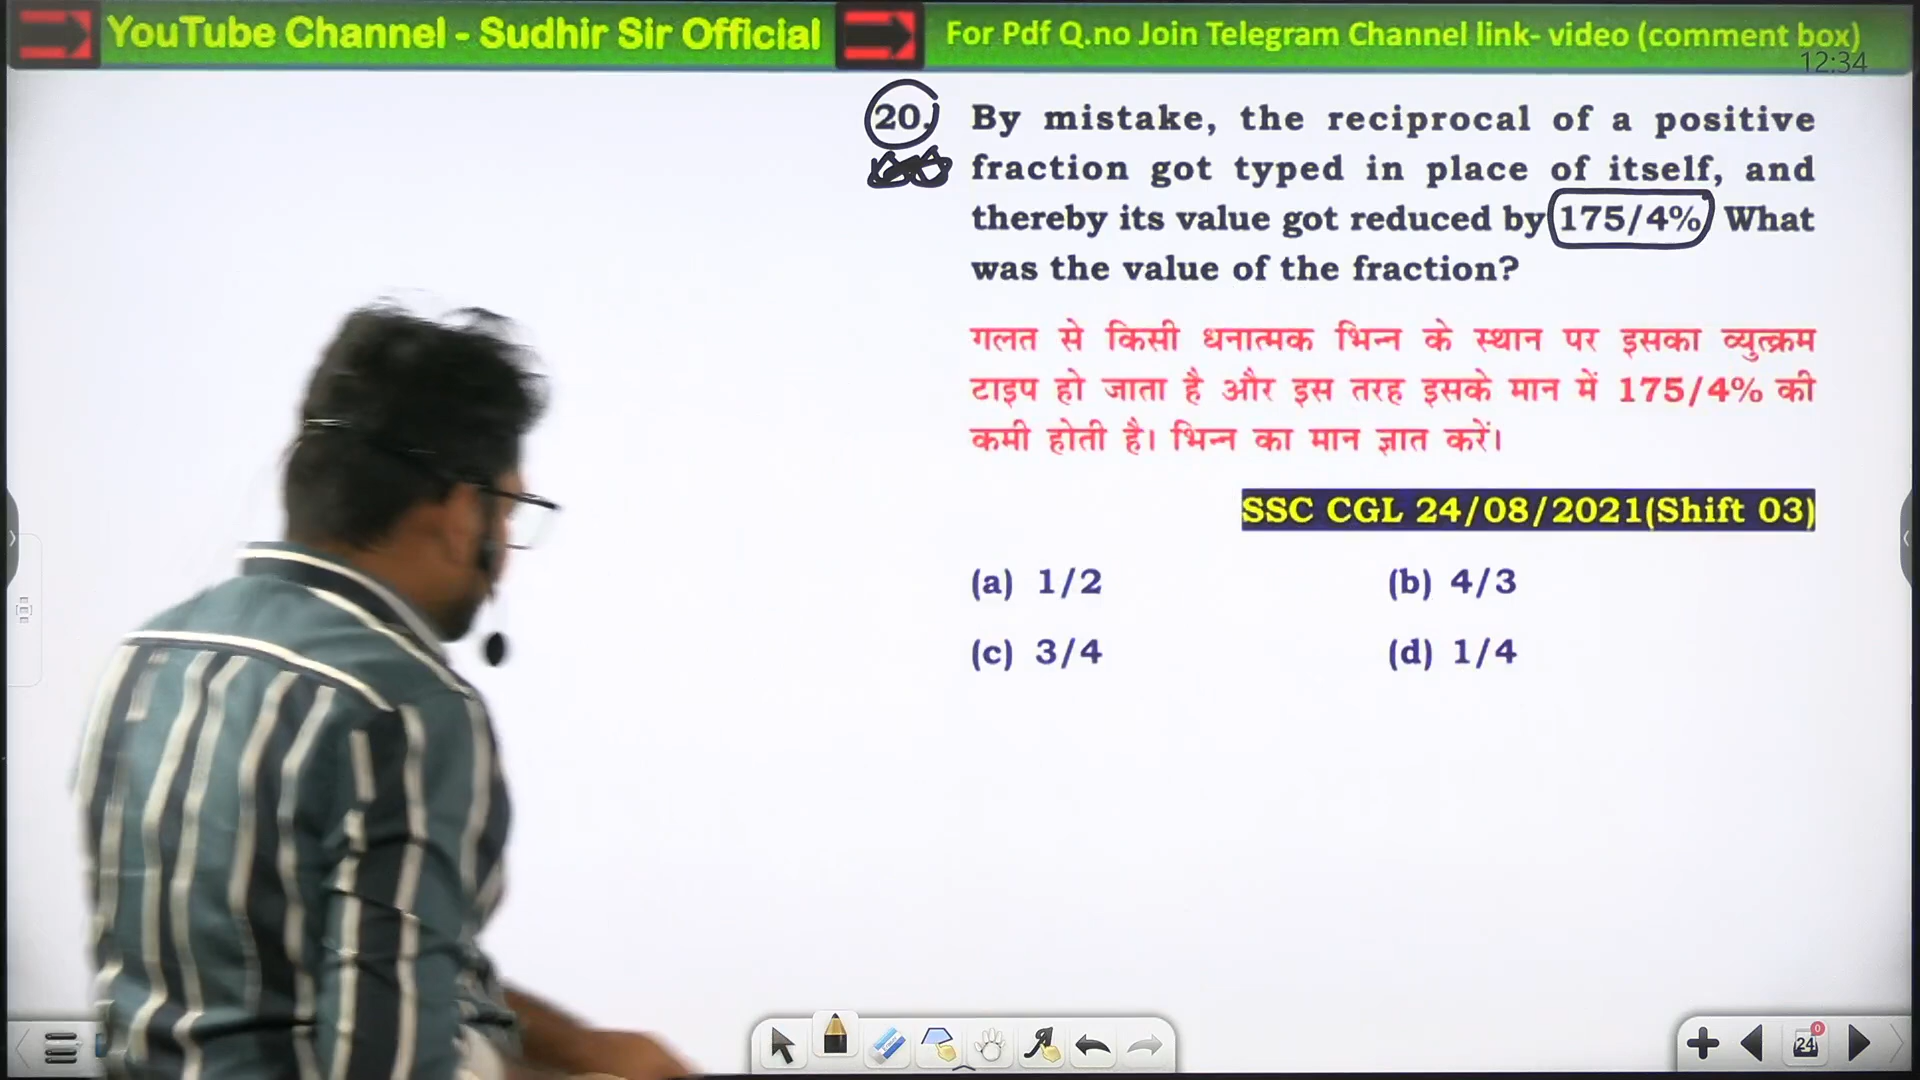 YouTube Channel - Sudhir Sir Official
For Pdf Q.no Join Telegram Channel link- video (comment box)
12:34
20. By mistake, the reciprocal of a positive
fraction got typed in place of itself, and
thereby its value got reduced by 175/4% What
was the value of the fraction?
गलत से किसी धनात्मक भिन्न के स्थान पर इसका व्युत्क्रम
टाइप हो जाता है और इस तरह इसके मान में 175/4% की
कमी होती है। भिन्न का मान ज्ञात करें।
SSC CGL 24/08/2021(Shift 03)
(a) 1/2 (b) 4/3
(c) 3/4 (d) 1/4
0
24